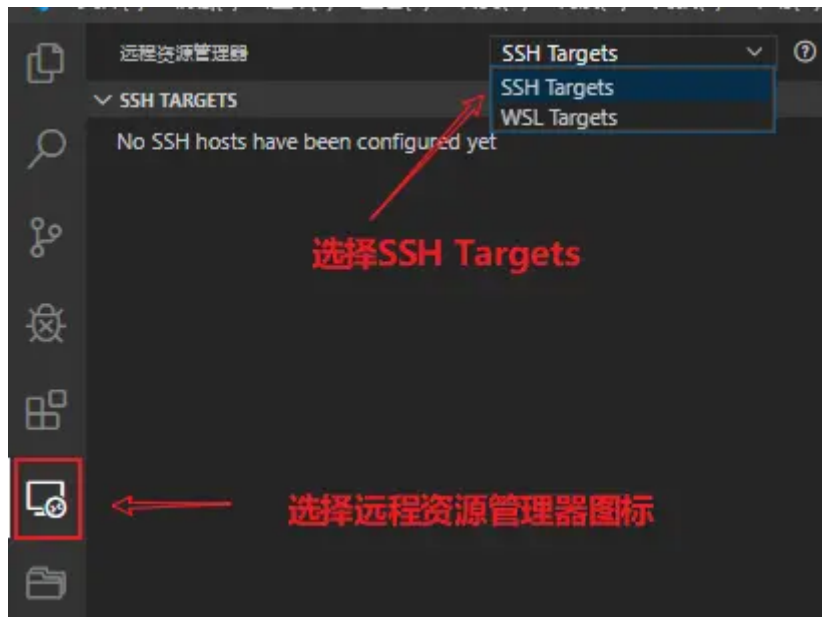 远程资源管理器
SSH Targets
SSH TARGETS
SSH Targets
WSL Targets
No SSH hosts have been configured yet
选择SSH Targets
选择远程资源管理器图标